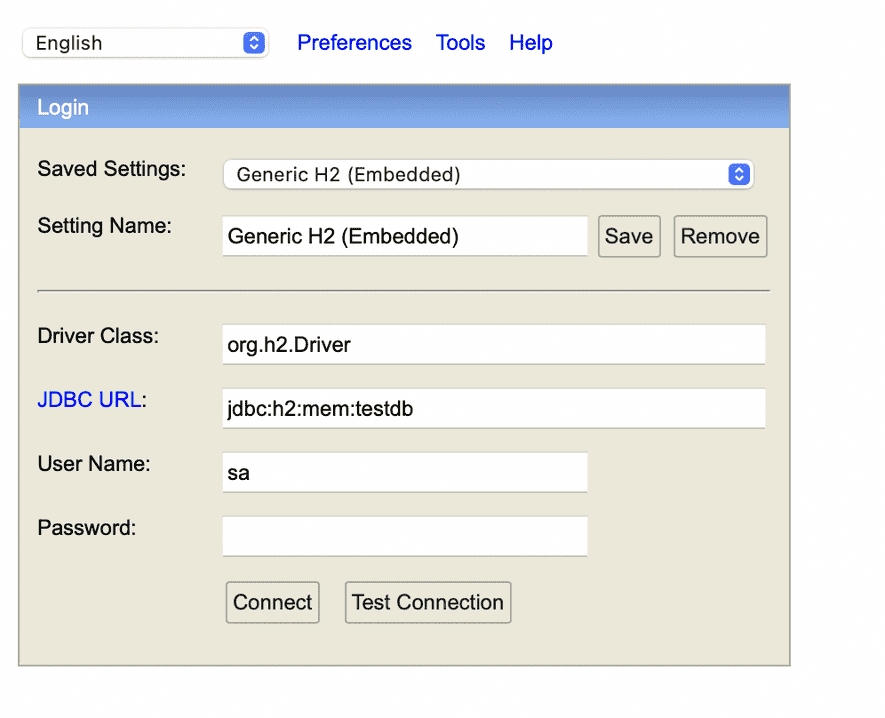 English Preferences Tools Help
Login
Saved Settings: Generic H2 (Embedded)
Setting Name: Generic H2 (Embedded) Save Remove
Driver Class: org.h2.Driver
JDBC URL: jdbc:h2:mem:testdb
User Name: sa
Password:
Connect Test Connection